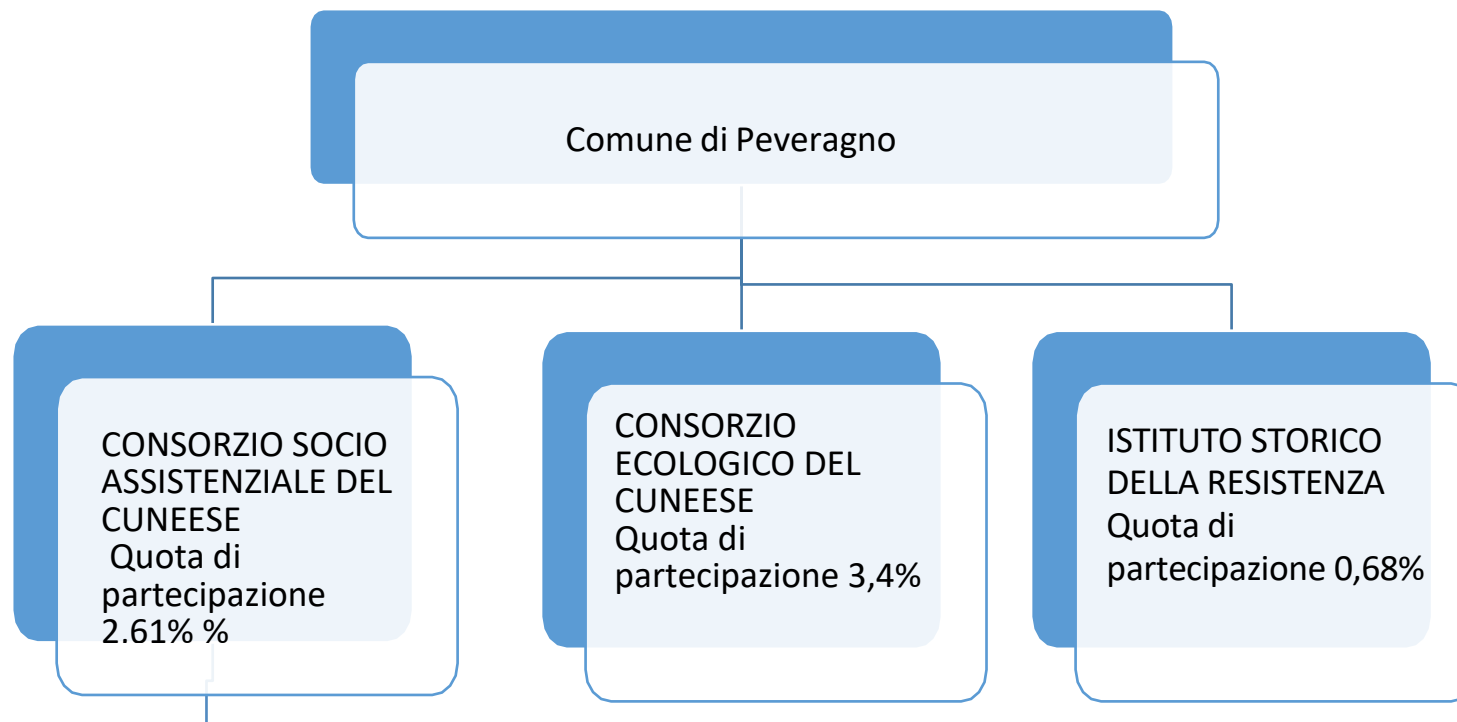 Comune di Peveragno
CONSORZIO SOCIO
ASSISTENZIALE DEL
CUNEESE
Quota di
partecipazione
2.61% %
CONSORZIO
ECOLOGICO DEL
CUNEESE
Quota di
partecipazione 3,4%
ISTITUTO STORICO
DELLA RESISTENZA
Quota di
partecipazione 0,68%